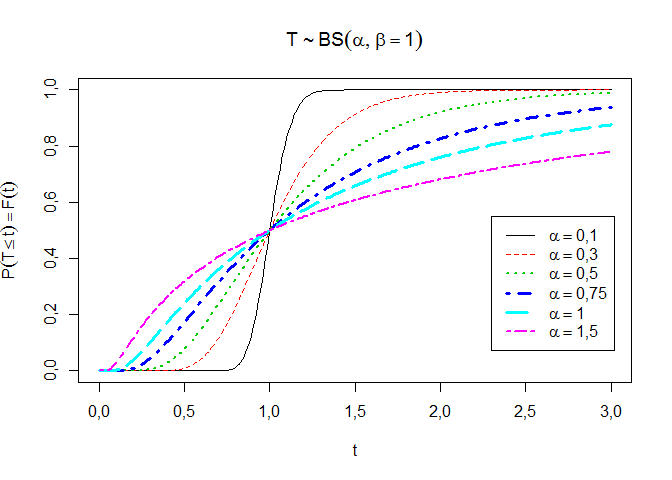 T ~ BS(α, β = 1)
P(T ≤ t) = F(t)
1,0
0,8
0,6
0,4
0,2
0,0
α = 0,1
α = 0,3
α = 0,5
α = 0,75
α = 1
α = 1,5
0,0 0,5 1,0 1,5 2,0 2,5 3,0
t